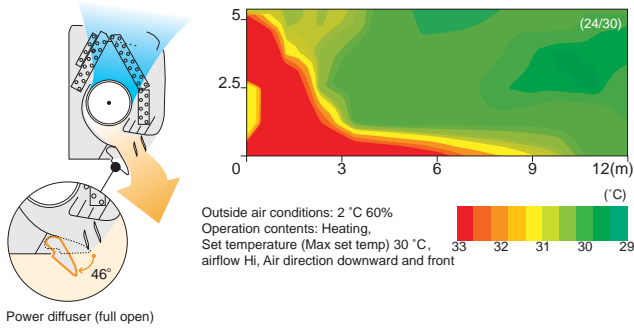 5
(24/30)
2.5
0
0
3
6
9
12(m)
46°
Power diffuser (full open)
Outside air conditions: 2 ˚C 60%
Operation contents: Heating,
Set temperature (Max set temp) 30 ˚C,
airflow Hi, Air direction downward and front
(˚C)
33
32
31
30
29